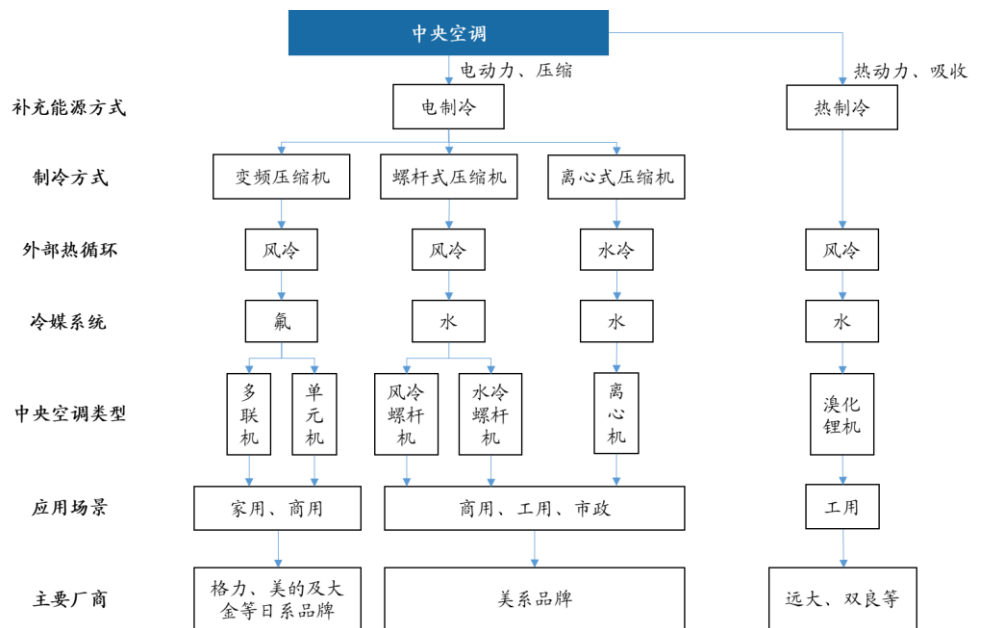 中央空调
电动力、压缩
热动力、吸收
补充能源方式
电制冷
热制冷
制冷方式
变频压缩机
螺杆式压缩机
离心式压缩机
外部热循环
风冷
风冷
水冷
风冷
冷媒系统
氟
水
水
水
中央空调类型
多
联
机
单
元
机
风冷
螺杆
机
水冷
螺杆
机
离
心
机
溴化
锂机
应用场景
家用、商用
商用、工用、市政
工用
主要厂商
格力、美的及大
金等日系品牌
美系品牌
远大、双良等